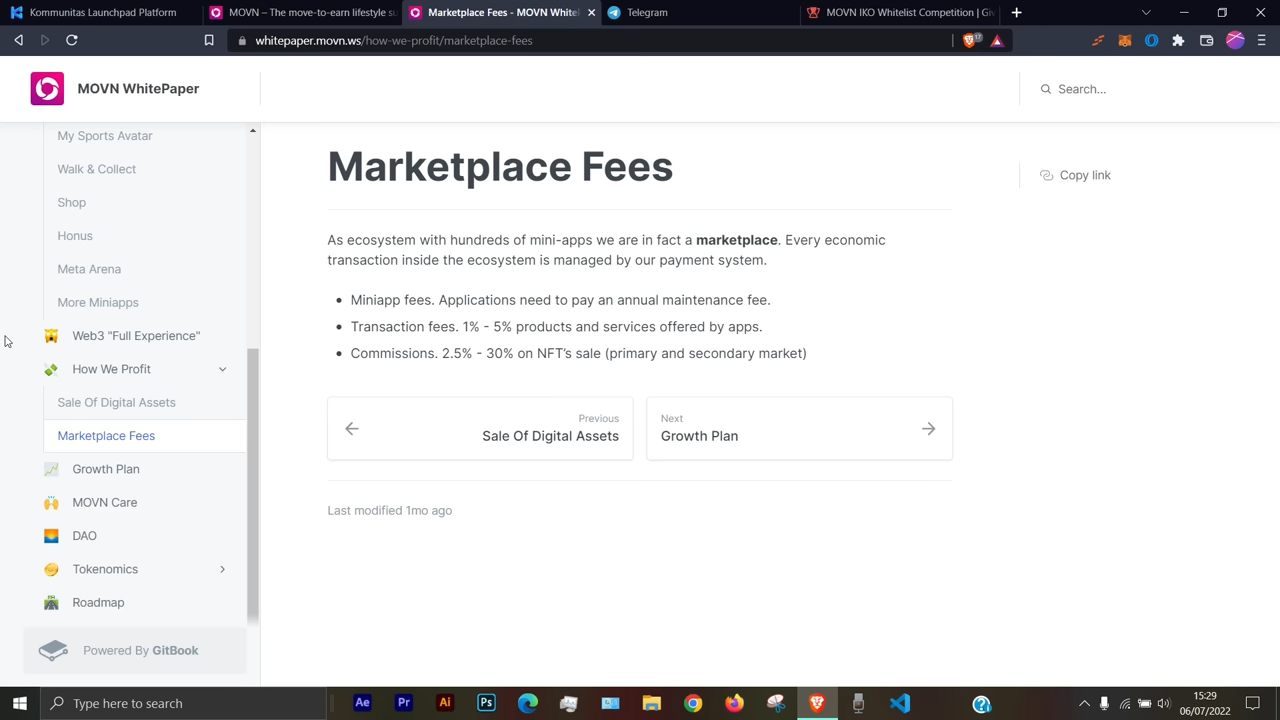 Kommunitas Launchpad Platform
MOVN – The move-to-earn lifestyle su
Marketplace Fees - MOVN White
Telegram
MOVN IKO Whitelist Competition | Giv
whitepaper.movn.ws/how-we-profit/marketplace-fees
17
MOVN WhitePaper
Search...
My Sports Avatar
Walk & Collect
Shop
Honus
Meta Arena
More Miniapps
Web3 "Full Experience"
How We Profit
Sale Of Digital Assets
Marketplace Fees
Growth Plan
MOVN Care
DAO
Tokenomics
Roadmap
Powered By GitBook
Marketplace Fees
Copy link
As ecosystem with hundreds of mini-apps we are in fact a marketplace. Every economic
transaction inside the ecosystem is managed by our payment system.
• Miniapp fees. Applications need to pay an annual maintenance fee.
• Transaction fees. 1% - 5% products and services offered by apps.
• Commissions. 2.5% - 30% on NFT's sale (primary and secondary market)
Previous
Sale Of Digital Assets
Next
Growth Plan
Last modified 1mo ago
Type here to search
Ae
Pr
Ai
Ps
15:29
06/07/2022